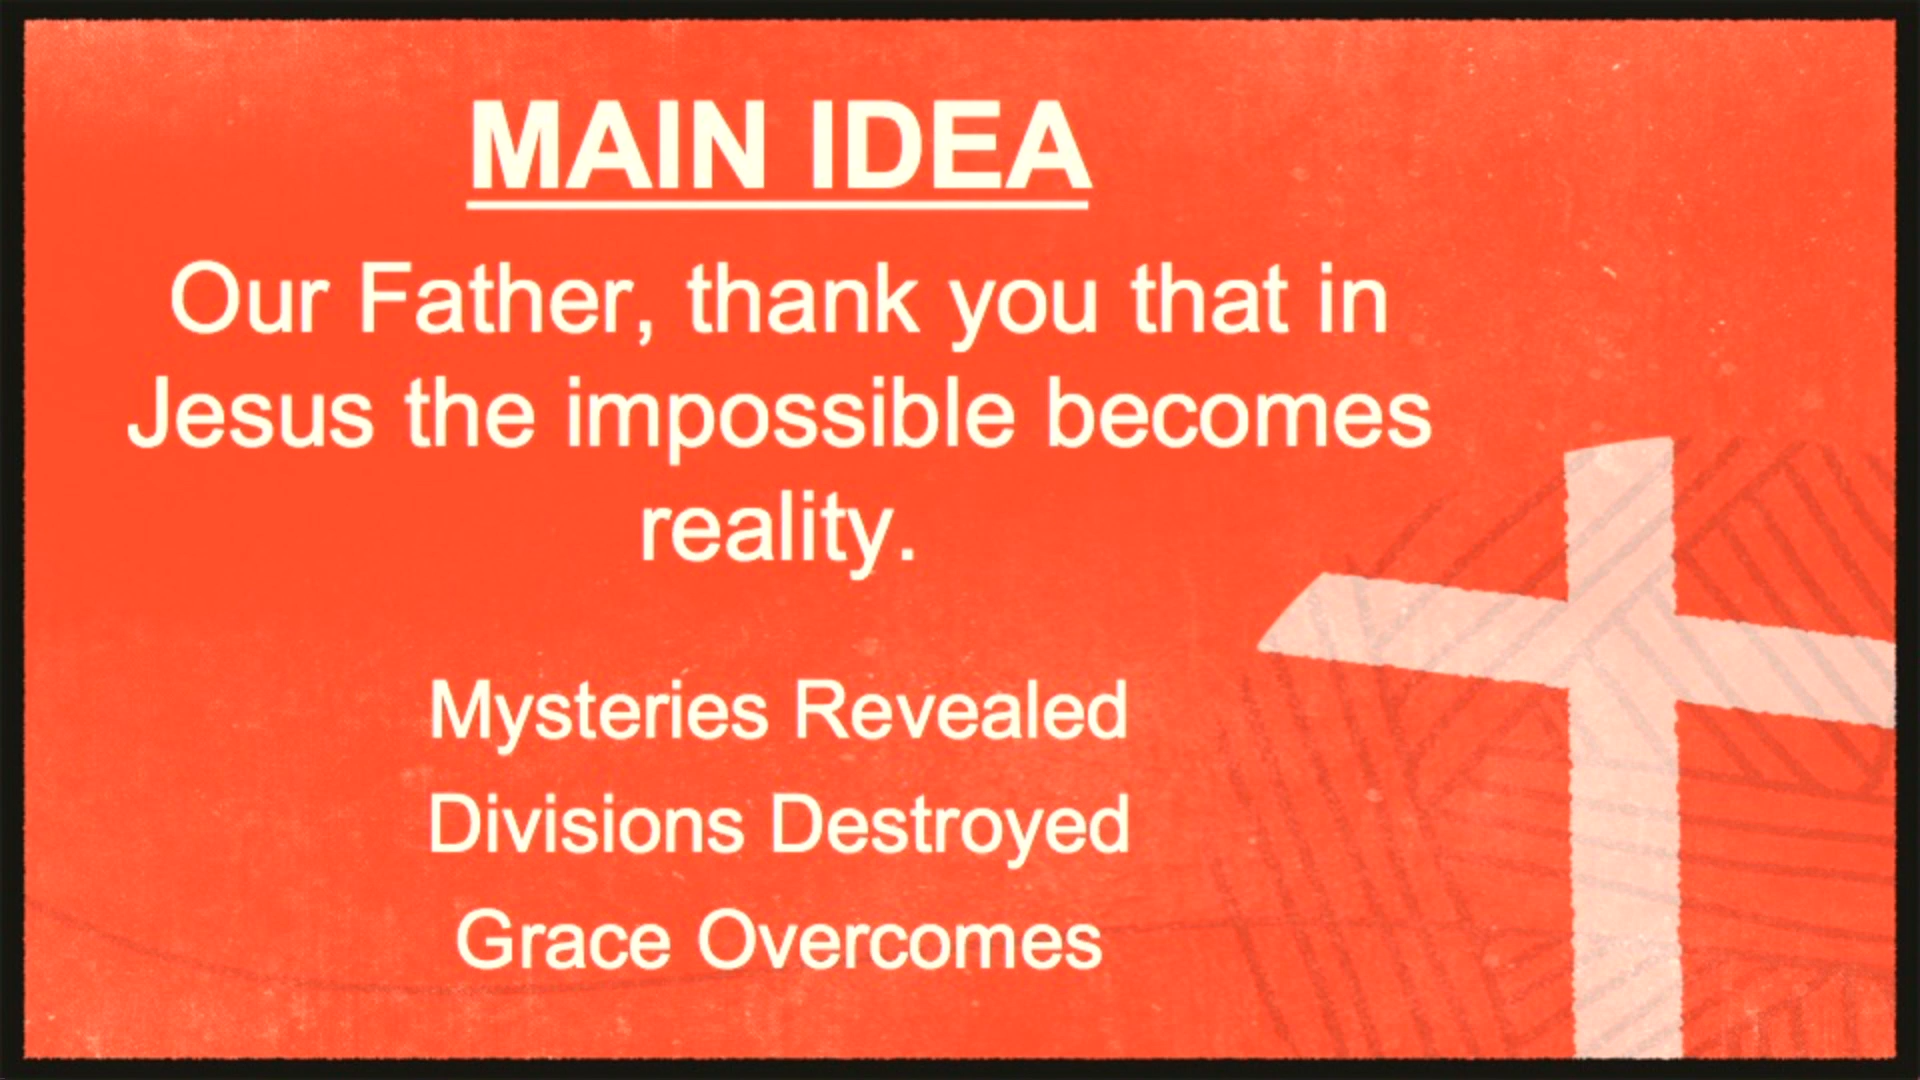 MAIN IDEA
Our Father, thank you that in
Jesus the impossible becomes
reality.
Mysteries Revealed
Divisions Destroyed
Grace Overcomes